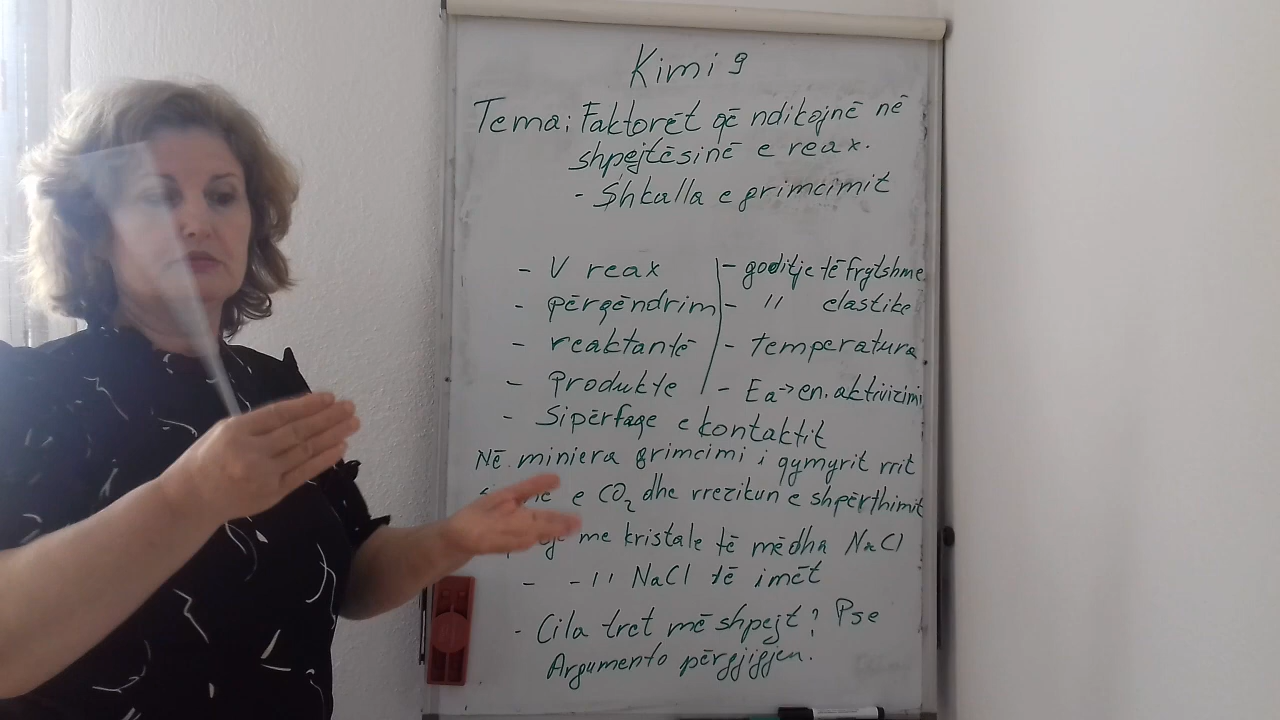 Kimi 9
Tema: Faktorët që ndikojnë në
shpejtësinë e reax.
- Shkalla e grimcimit
- V reax
- përqëndrim
- reaktantë
- Produkte
- goditje të frytshme
- // elastike
- temperatura
- Ea → en. aktivizimi
- Sipërfaqe e kontaktit
Në miniera grimcimi i qymyrit rrit
e CO₂ dhe rrezikun e shpërthimit
me kristale të mëdha NaCl
- -// NaCl të imët
- Cila tret më shpejt? Pse
Argumento përgjigjen.